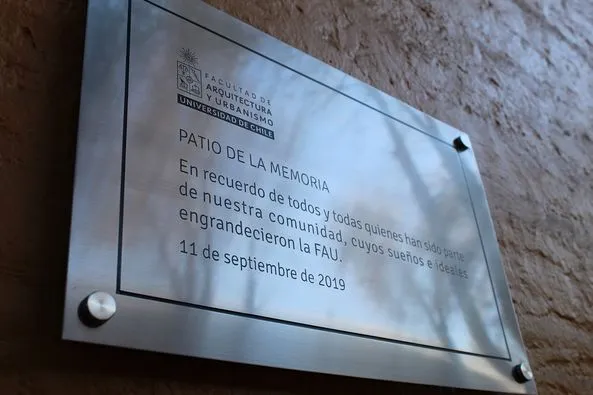 FACULTAD DE
ARQUITECTURA
Y URBANISMO
UNIVERSIDAD DE CHILE
PATIO DE LA MEMORIA
En recuerdo de todos y todas quienes han sido parte
de nuestra comunidad, cuyos sueños e ideales
engrandecieron la FAU.
11 de septiembre de 2019